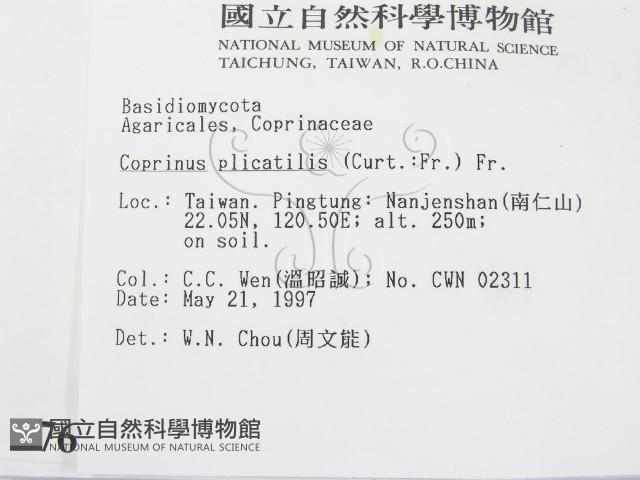 國立自然科學博物館
NATIONAL MUSEUM OF NATURAL SCIENCE
TAICHUNG, TAIWAN, R.O.CHINA
Basidiomycota
Agaricales, Coprinaceae
Coprinus plicatilis (Curt.:Fr.) Fr.
Loc.: Taiwan. Pingtung: Nanjenshan(南仁山)
22.05N, 120.50E; alt. 250m;
on soil.
Col.: C.C. Wen(溫昭誠); No. CWN 02311
Date: May 21, 1997
Det.: W.N. Chou(周文能)
76
國立自然科學博物館
NATIONAL MUSEUM OF NATURAL SCIENCE